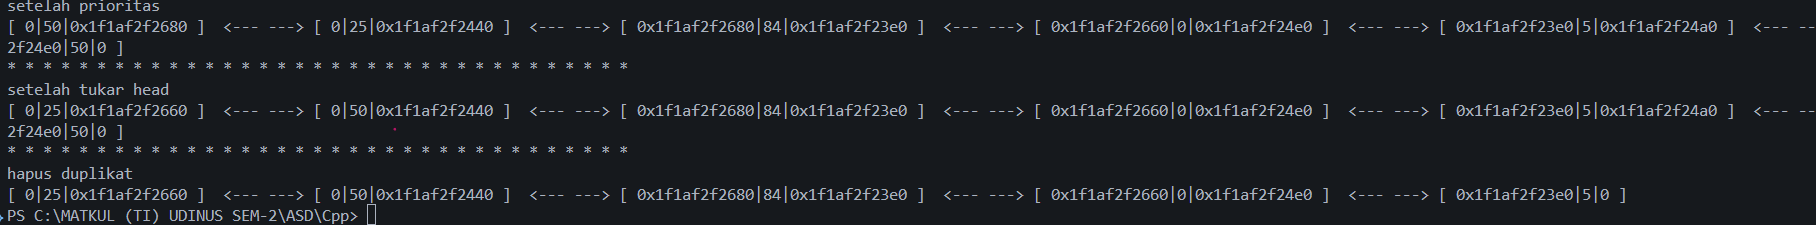 setelah prioritas
[ 0|50|0x1f1af2f2680 ]  <--- ---> [ 0|25|0x1f1af2f2440 ]  <--- ---> [ 0x1f1af2f2680|84|0x1f1af2f23e0 ]  <--- ---> [ 0x1f1af2f2660|0|0x1f1af2f24e0 ]  <--- ---> [ 0x1f1af2f23e0|5|0x1f1af2f24a0 ]  <--- --
2f24e0|50|0 ]
* * * * * * * * * * * * * * * * * * * * * * * * * * * * * * * * * * *
setelah tukar head
[ 0|25|0x1f1af2f2660 ]  <--- ---> [ 0|50|0x1f1af2f2440 ]  <--- ---> [ 0x1f1af2f2680|84|0x1f1af2f23e0 ]  <--- ---> [ 0x1f1af2f2660|0|0x1f1af2f24e0 ]  <--- ---> [ 0x1f1af2f23e0|5|0x1f1af2f24a0 ]  <--- --
2f24e0|50|0 ]
* * * * * * * * * * * * * * * * * * * * * * * * * * * * * * * * * * *
hapus duplikat
[ 0|25|0x1f1af2f2660 ]  <--- ---> [ 0|50|0x1f1af2f2440 ]  <--- ---> [ 0x1f1af2f2680|84|0x1f1af2f23e0 ]  <--- ---> [ 0x1f1af2f2660|0|0x1f1af2f24e0 ]  <--- ---> [ 0x1f1af2f23e0|5|0 ]
PS C:\MATKUL (TI) UDINUS SEM-2\ASD\Cpp>